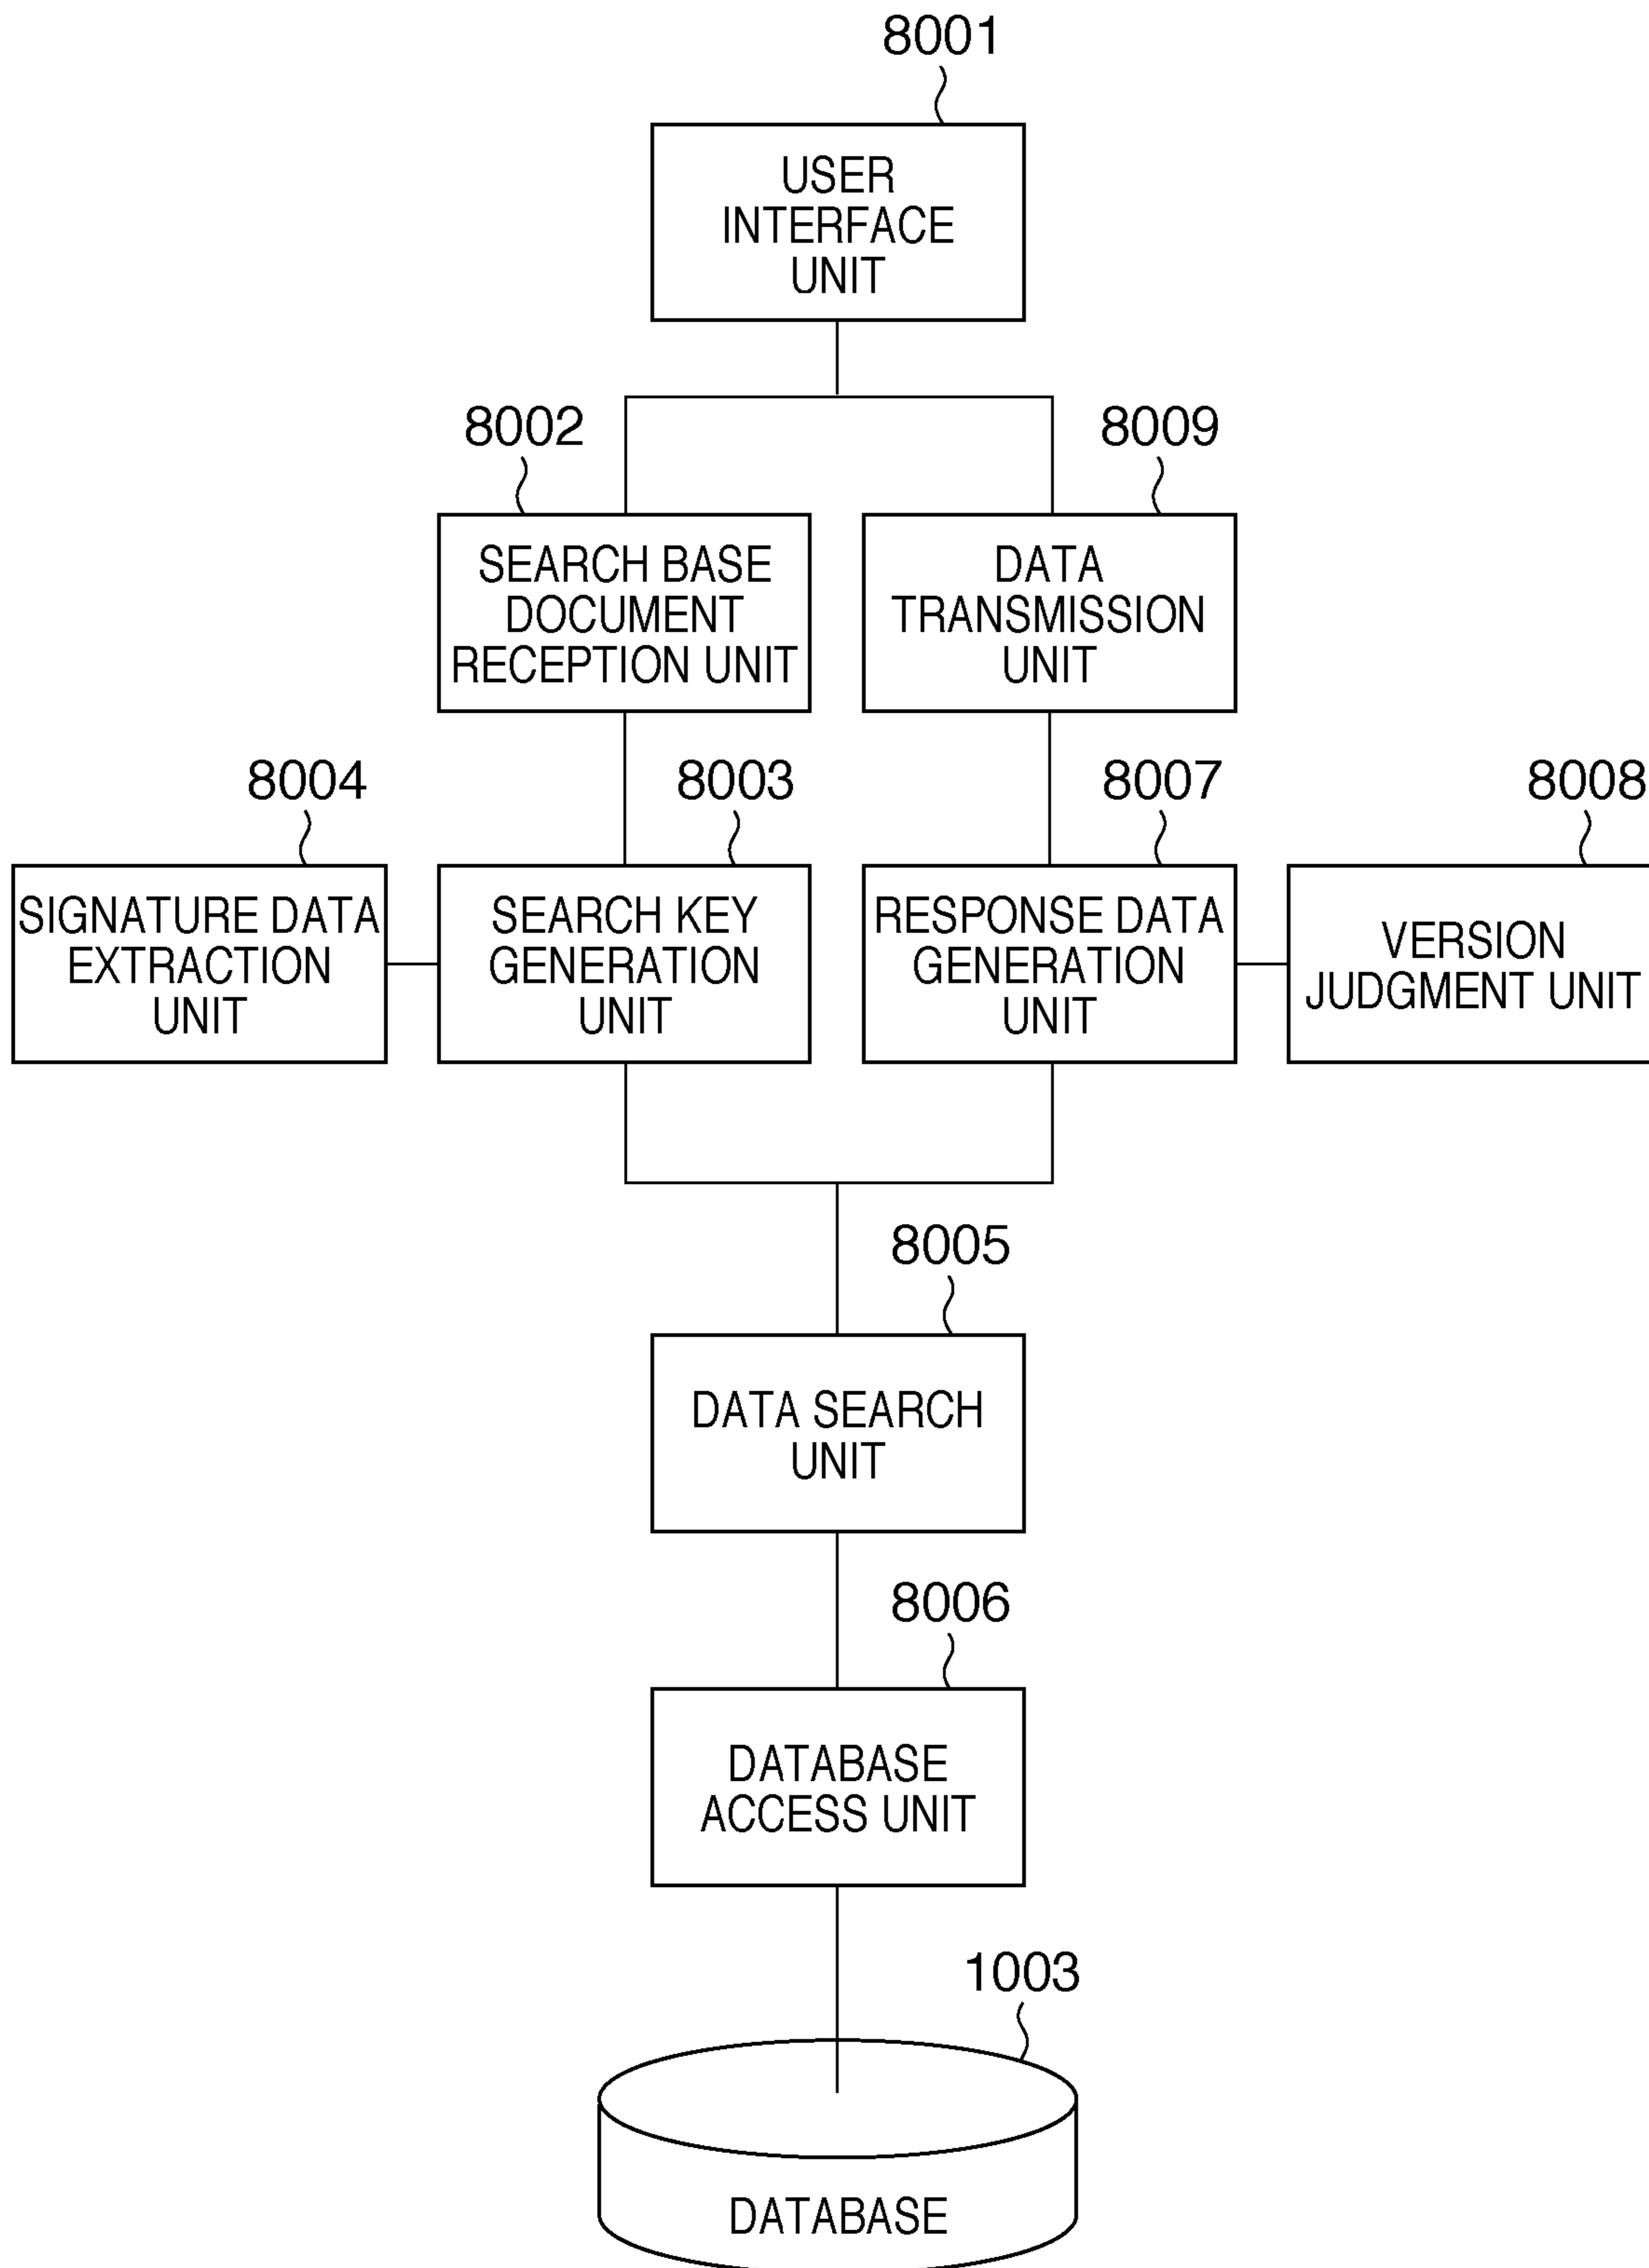 8001
USER
INTERFACE
UNIT
8002
8009
SEARCH BASE
DOCUMENT
RECEPTION UNIT
DATA
TRANSMISSION
UNIT
8004
8003
8007
8008
SIGNATURE DATA
EXTRACTION
UNIT
SEARCH KEY
GENERATION
UNIT
RESPONSE DATA
GENERATION
UNIT
VERSION
JUDGMENT UNIT
8005
DATA SEARCH
UNIT
8006
DATABASE
ACCESS UNIT
1003
DATABASE